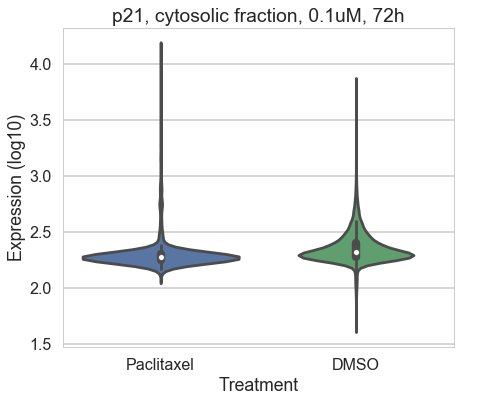 p21, cytosolic fraction, 0.1uM, 72h
Expression (log10)
4.0
3.5
3.0
2.5
2.0
1.5
Paclitaxel
DMSO
Treatment